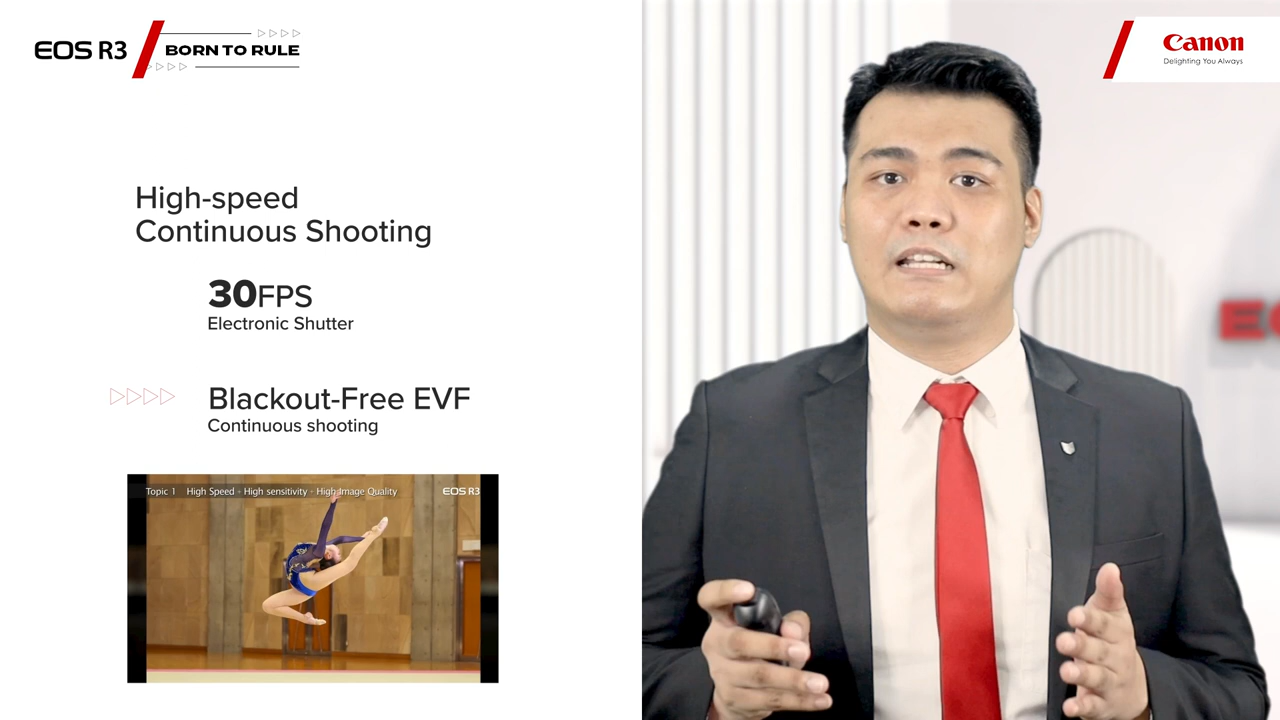 EOS R3
BORN TO RULE
Canon
Delighting You Always
High-speed
Continuous Shooting
30FPS
Electronic Shutter
Blackout-Free EVF
Continuous shooting
Topic 1 High Speed - High sensitivity - High Image Quality
EOS R3